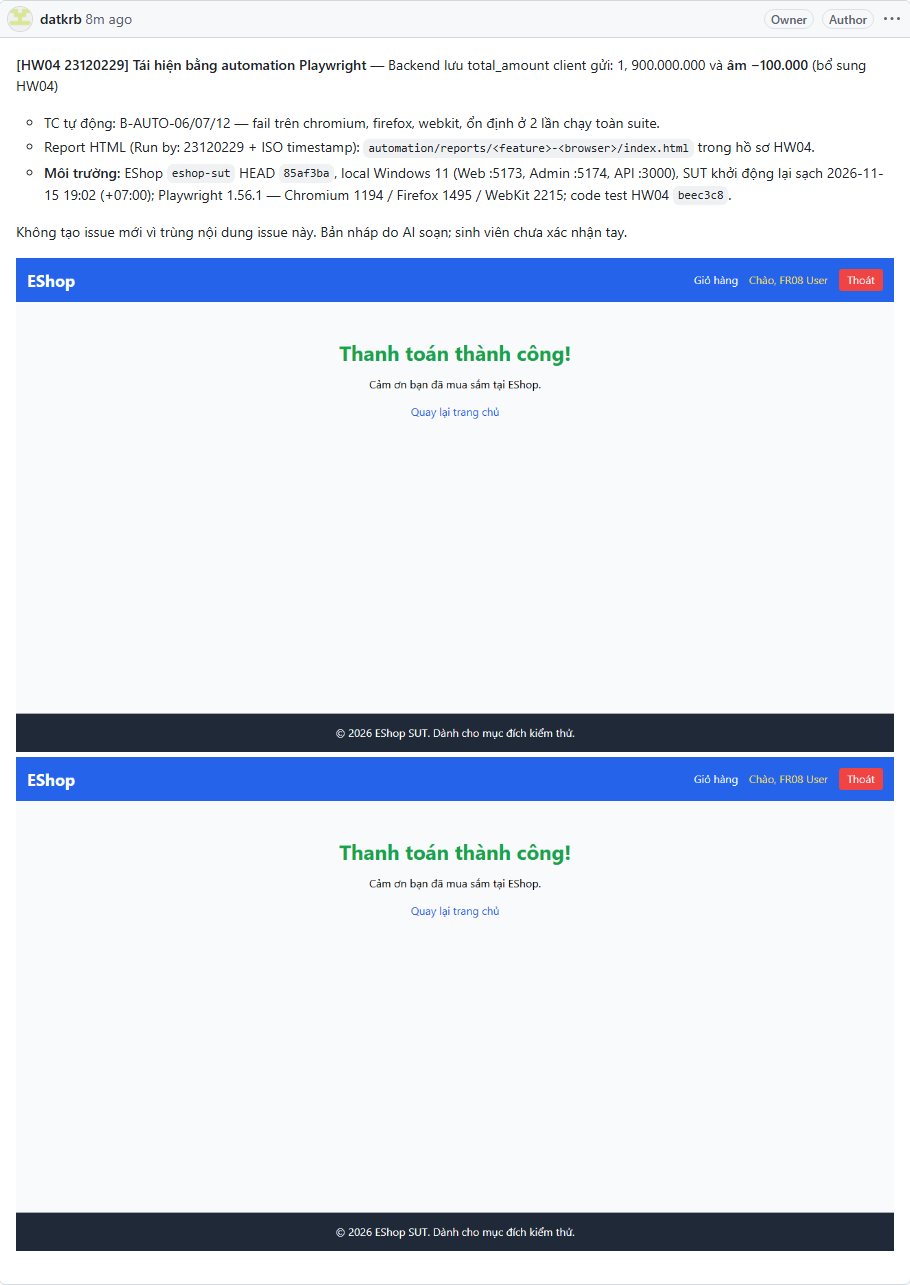 datkrb 8m ago
Owner
Author
[HW04 23120229] Tái hiện bằng automation Playwright — Backend lưu total_amount client gửi: 1, 900.000.000 và âm −100.000 (bổ sung
HW04)
TC tự động: B-AUTO-06/07/12 — fail trên chromium, firefox, webkit, ổn định ở 2 lần chạy toàn suite.
Report HTML (Run by: 23120229 + ISO timestamp): automation/reports/<feature>-<browser>/index.html trong hồ sơ HW04.
Môi trường: EShop eshop-sut HEAD 85af3ba , local Windows 11 (Web :5173, Admin :5174, API :3000), SUT khởi động lại sạch 2026-11-
15 19:02 (+07:00); Playwright 1.56.1 — Chromium 1194 / Firefox 1495 / WebKit 2215; code test HW04 beec3c8 .
Không tạo issue mới vì trùng nội dung issue này. Bản nháp do AI soạn; sinh viên chưa xác nhận tay.
EShop
Giỏ hàng
Chào, FR08 User
Thoát
Thanh toán thành công!
Cảm ơn bạn đã mua sắm tại EShop.
Quay lại trang chủ
© 2026 EShop SUT. Dành cho mục đích kiểm thử.
EShop
Giỏ hàng
Chào, FR08 User
Thoát
Thanh toán thành công!
Cảm ơn bạn đã mua sắm tại EShop.
Quay lại trang chủ
© 2026 EShop SUT. Dành cho mục đích kiểm thử.